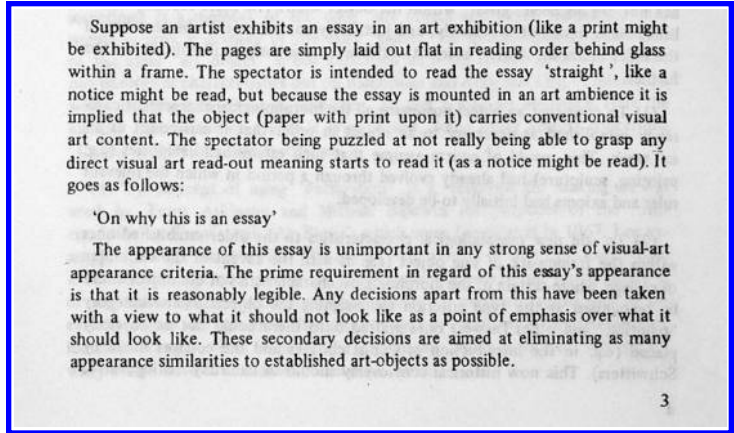 Suppose an artist exhibits an essay in an art exhibition (like a print might
be exhibited). The pages are simply laid out flat in reading order behind glass
within a frame. The spectator is intended to read the essay ‘straight’, like a
notice might be read, but because the essay is mounted in an art ambience it is
implied that the object (paper with print upon it) carries conventional visual
art content. The spectator being puzzled at not really being able to grasp any
direct visual art read-out meaning starts to read it (as a notice might be read). It
goes as follows:
‘On why this is an essay’
The appearance of this essay is unimportant in any strong sense of visual-art
appearance criteria. The prime requirement in regard of this essay’s appearance
is that it is reasonably legible. Any decisions apart from this have been taken
with a view to what it should not look like as a point of emphasis over what it
should look like. These secondary decisions are aimed at eliminating as many
appearance similarities to established art-objects as possible.
3